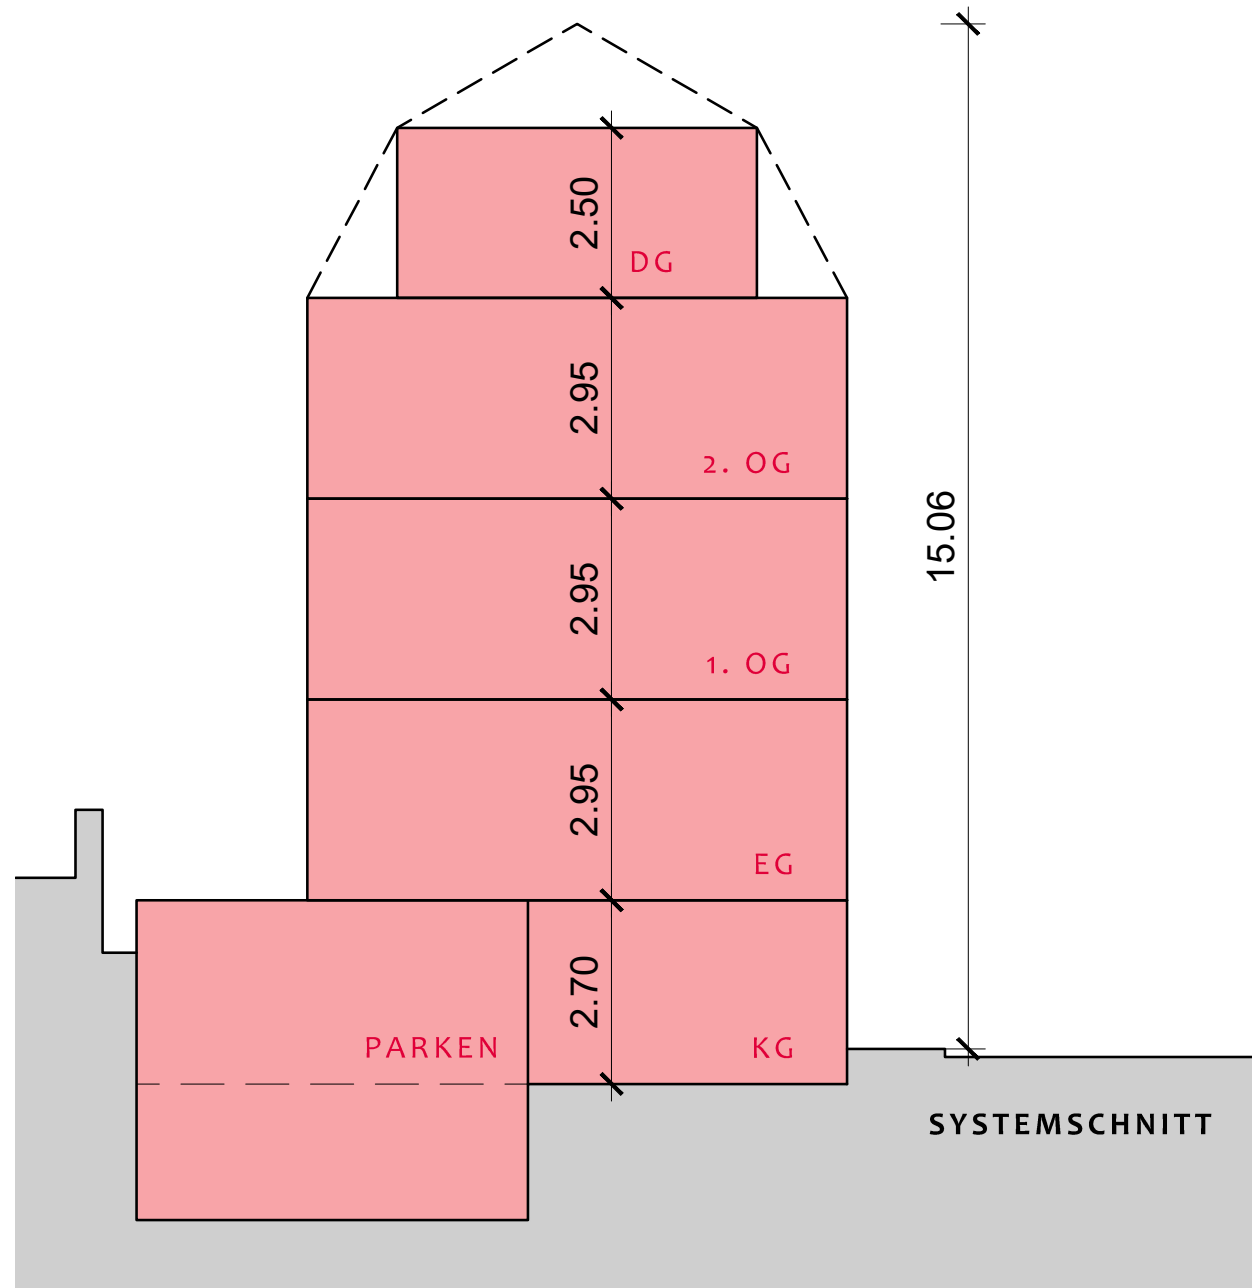 2.50
DG
2.95
2. OG
15.06
2.95
1. OG
2.95
EG
2.70
PARKEN
KG
SYSTEMSCHNITT